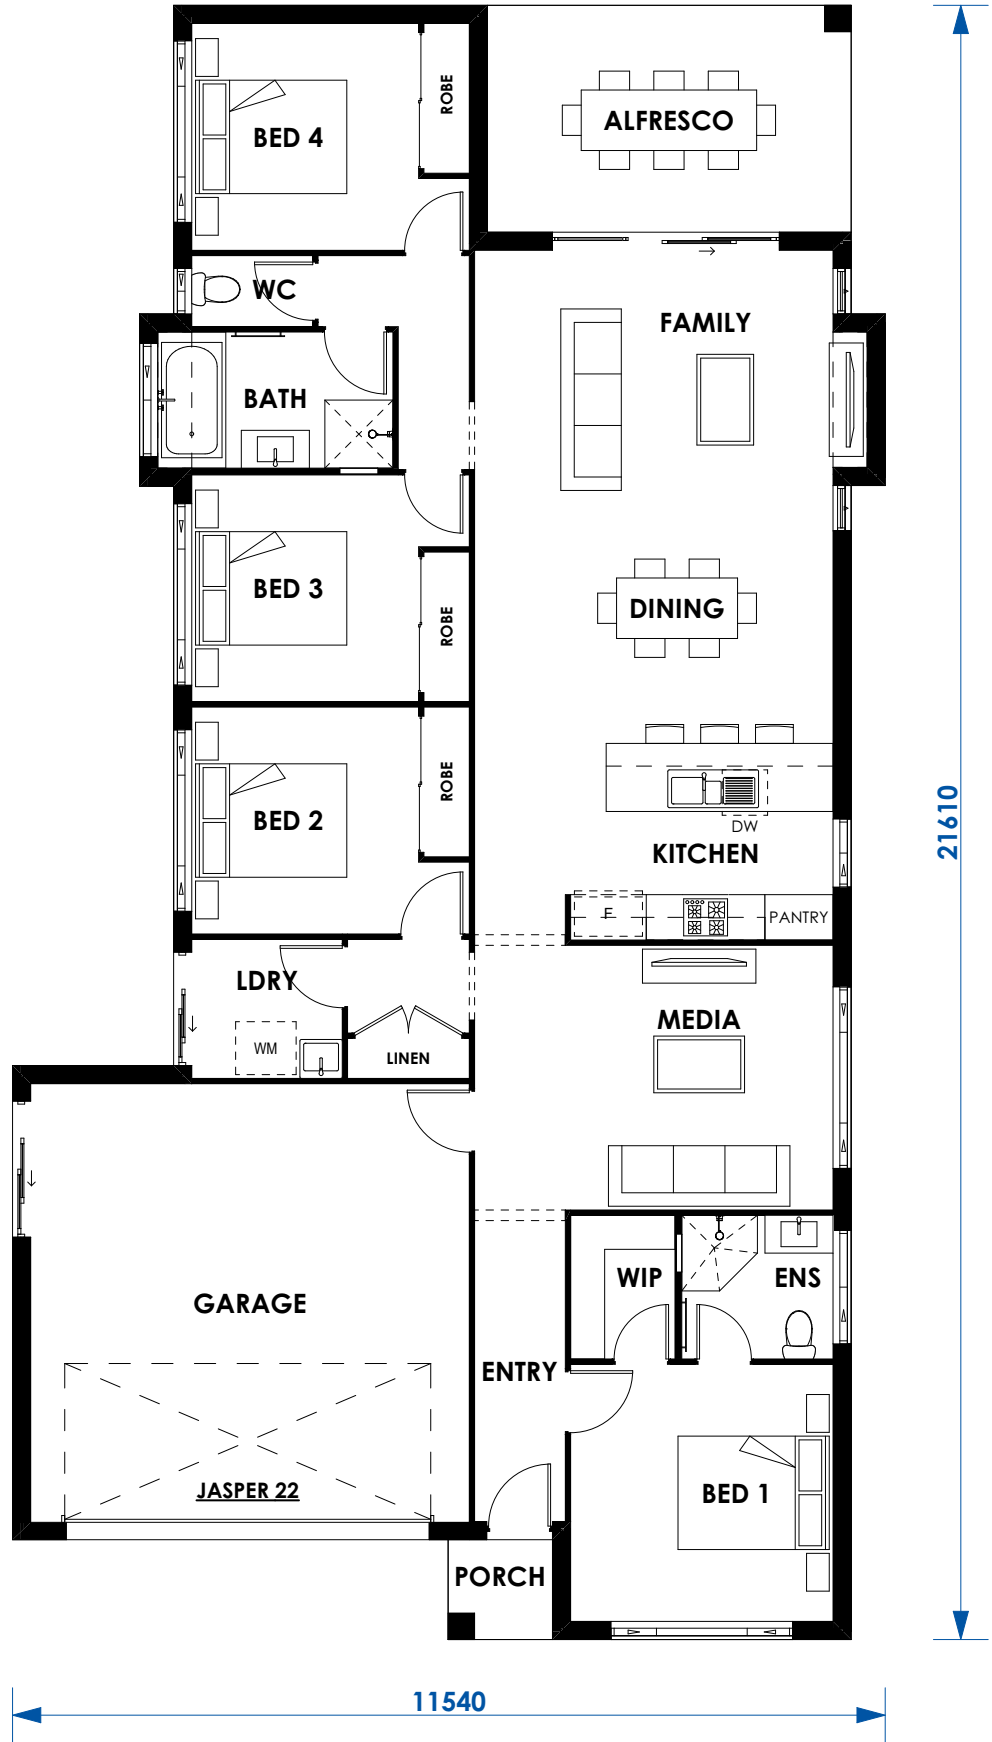 ROBE
BED 4
ALFRESCO
WC
FAMILY
BATH
BED 3
DINING
ROBE
BED 2
ROBE
DW
KITCHEN
21610
F
PANTRY
LDRY
MEDIA
WM
LINEN
WIP
ENS
GARAGE
ENTRY
JASPER 22
BED 1
PORCH
11540